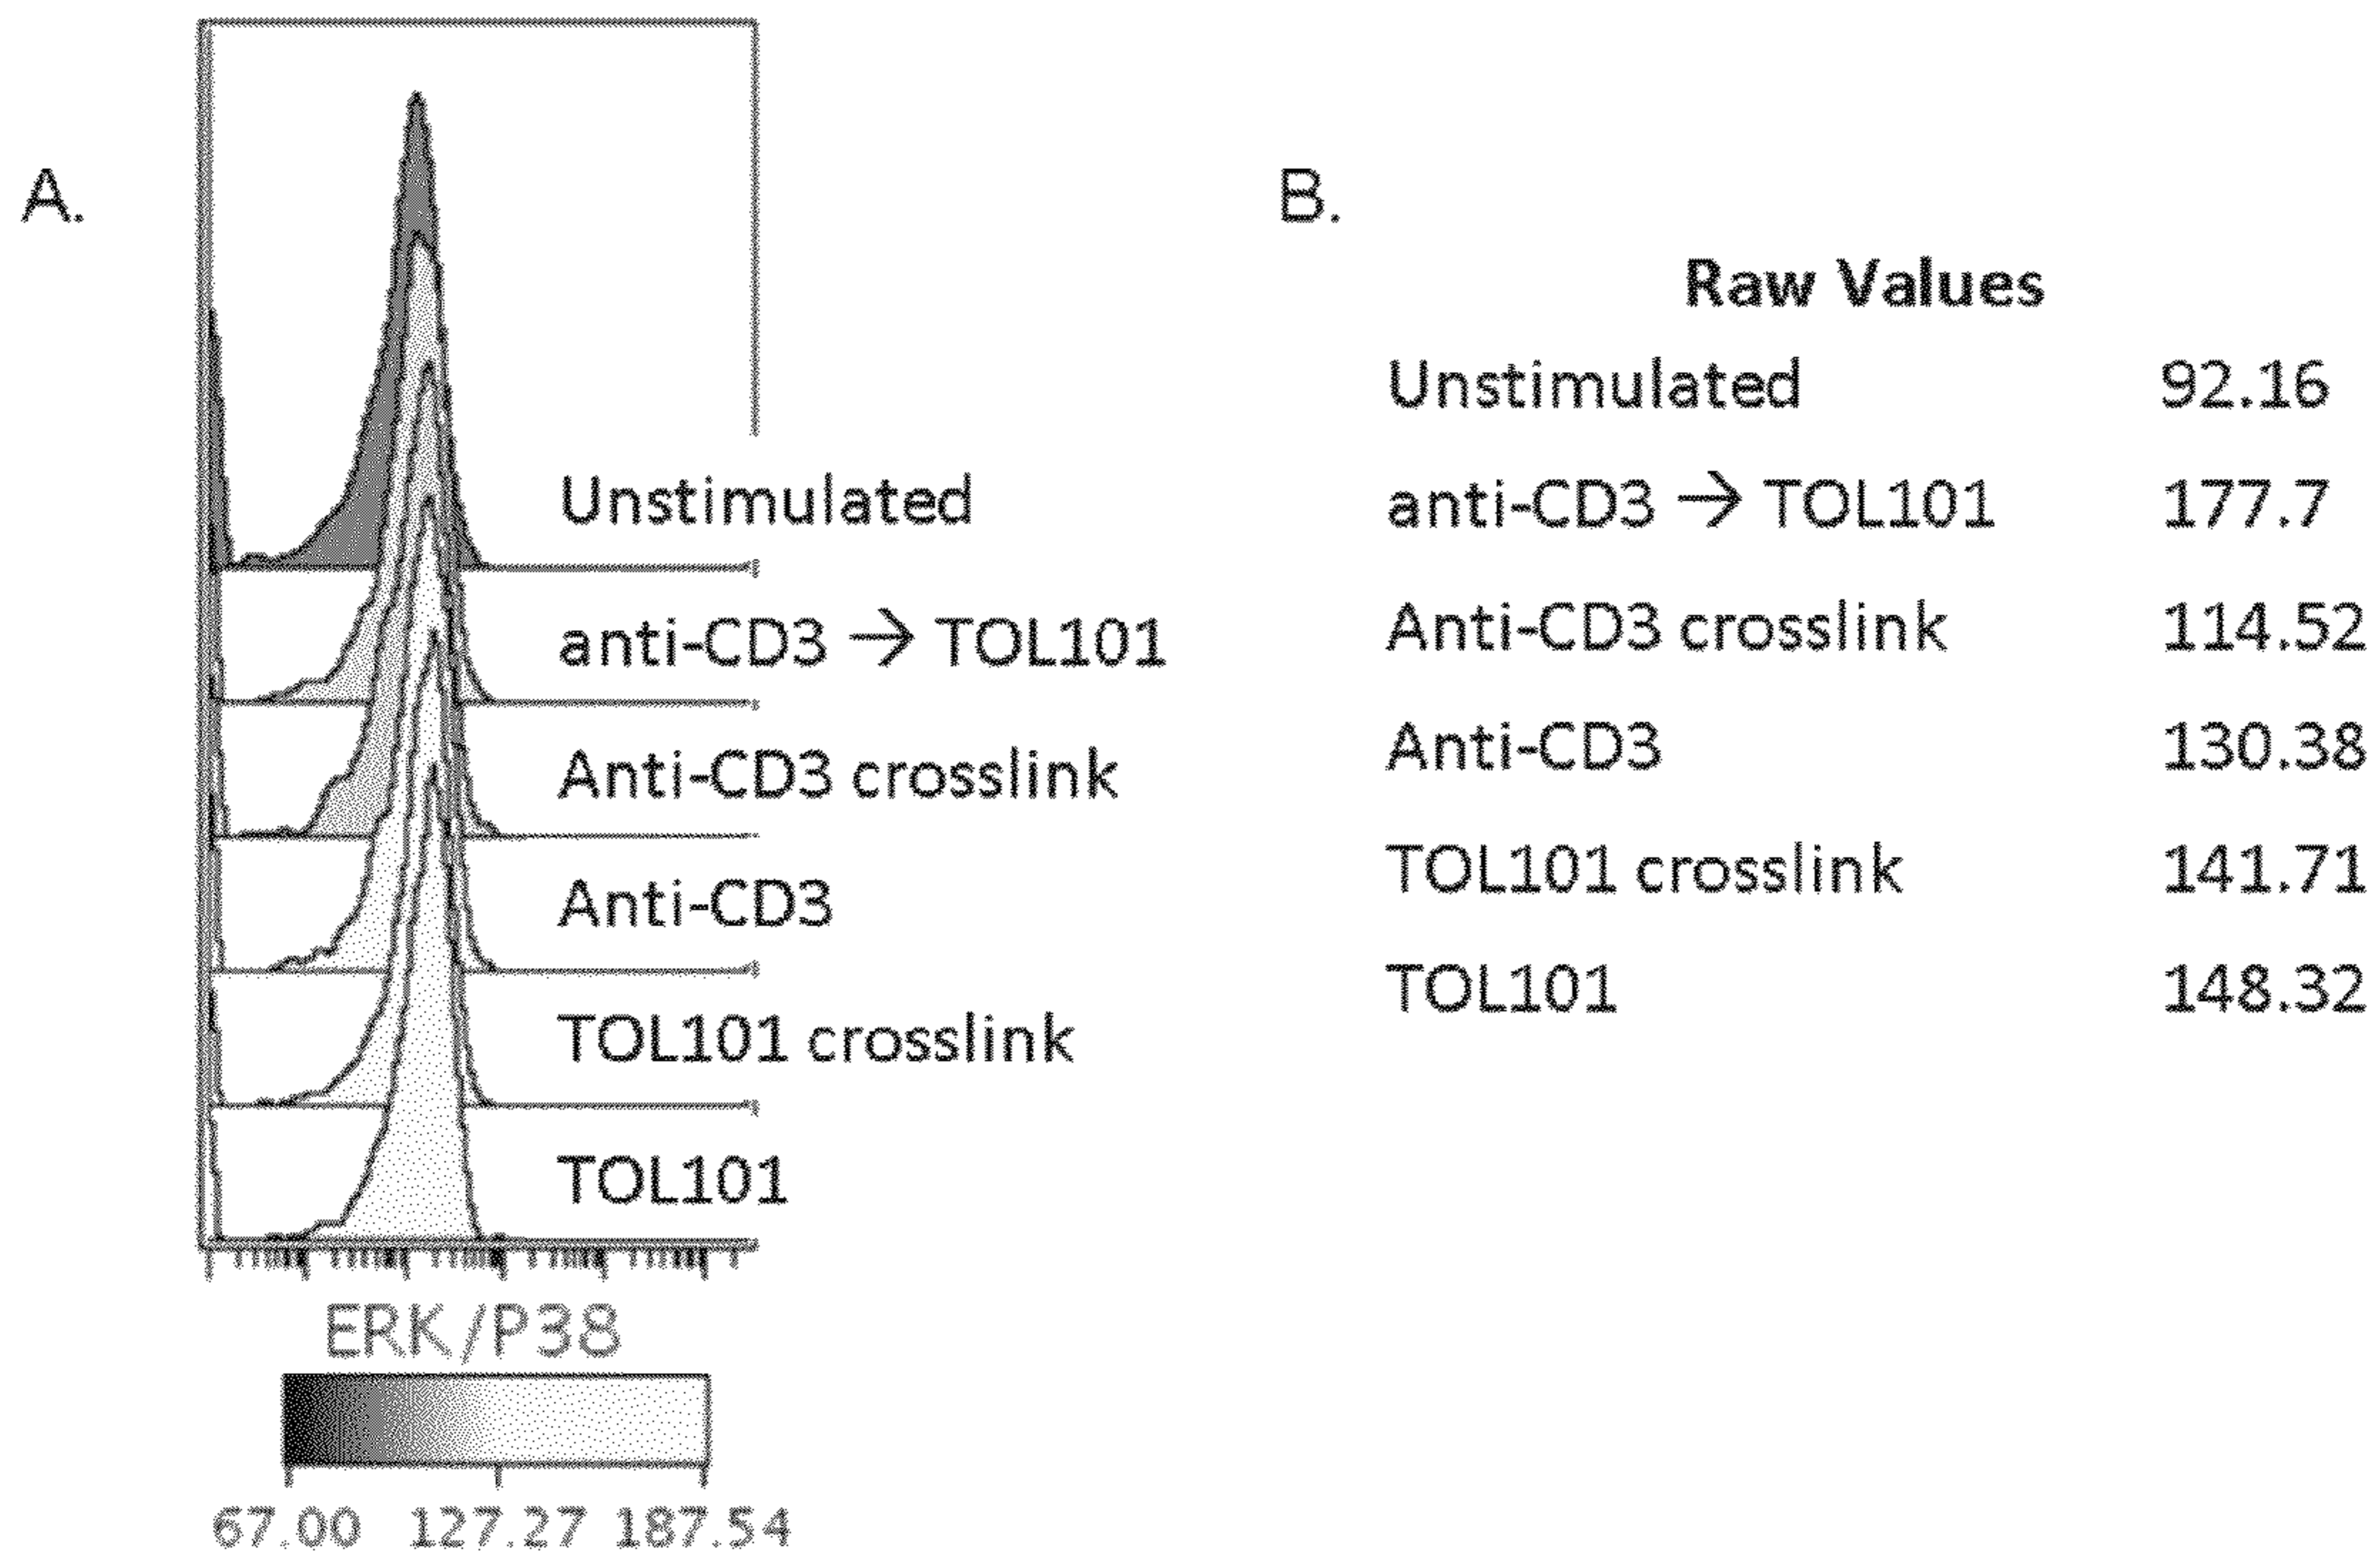 A.
Unstimulated
anti-CD3 → TOL101
Anti-CD3 crosslink
Anti-CD3
TOL101 crosslink
TOL101
ERK/P38
67.00 127.27 187.54
B.
Raw Values
Unstimulated 92.16
anti-CD3 → TOL101 177.7
Anti-CD3 crosslink 114.52
Anti-CD3 130.38
TOL101 crosslink 141.71
TOL101 148.32